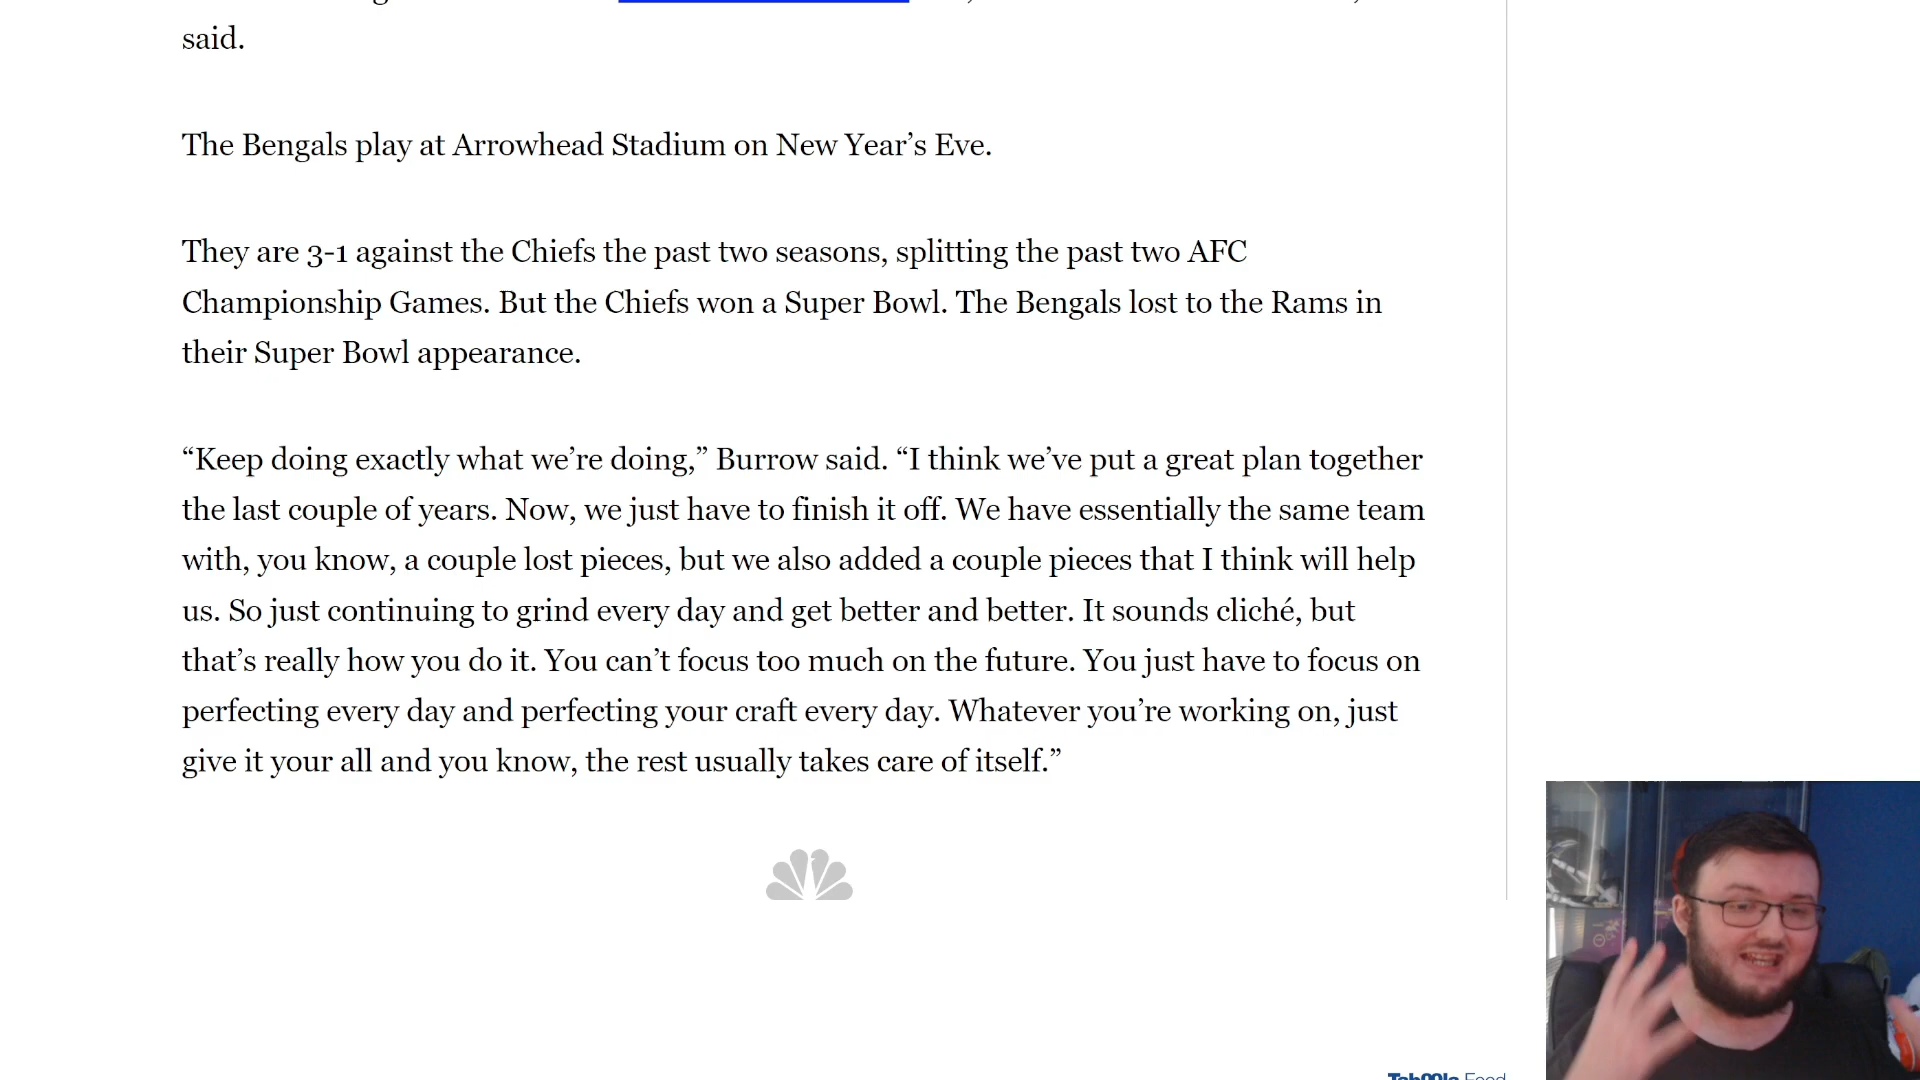 said.
The Bengals play at Arrowhead Stadium on New Year’s Eve.
They are 3-1 against the Chiefs the past two seasons, splitting the past two AFC
Championship Games. But the Chiefs won a Super Bowl. The Bengals lost to the Rams in
their Super Bowl appearance.
“Keep doing exactly what we’re doing,” Burrow said. “I think we’ve put a great plan together
the last couple of years. Now, we just have to finish it off. We have essentially the same team
with, you know, a couple lost pieces, but we also added a couple pieces that I think will help
us. So just continuing to grind every day and get better and better. It sounds cliché, but
that’s really how you do it. You can’t focus too much on the future. You just have to focus on
perfecting every day and perfecting your craft every day. Whatever you’re working on, just
give it your all and you know, the rest usually takes care of itself.”